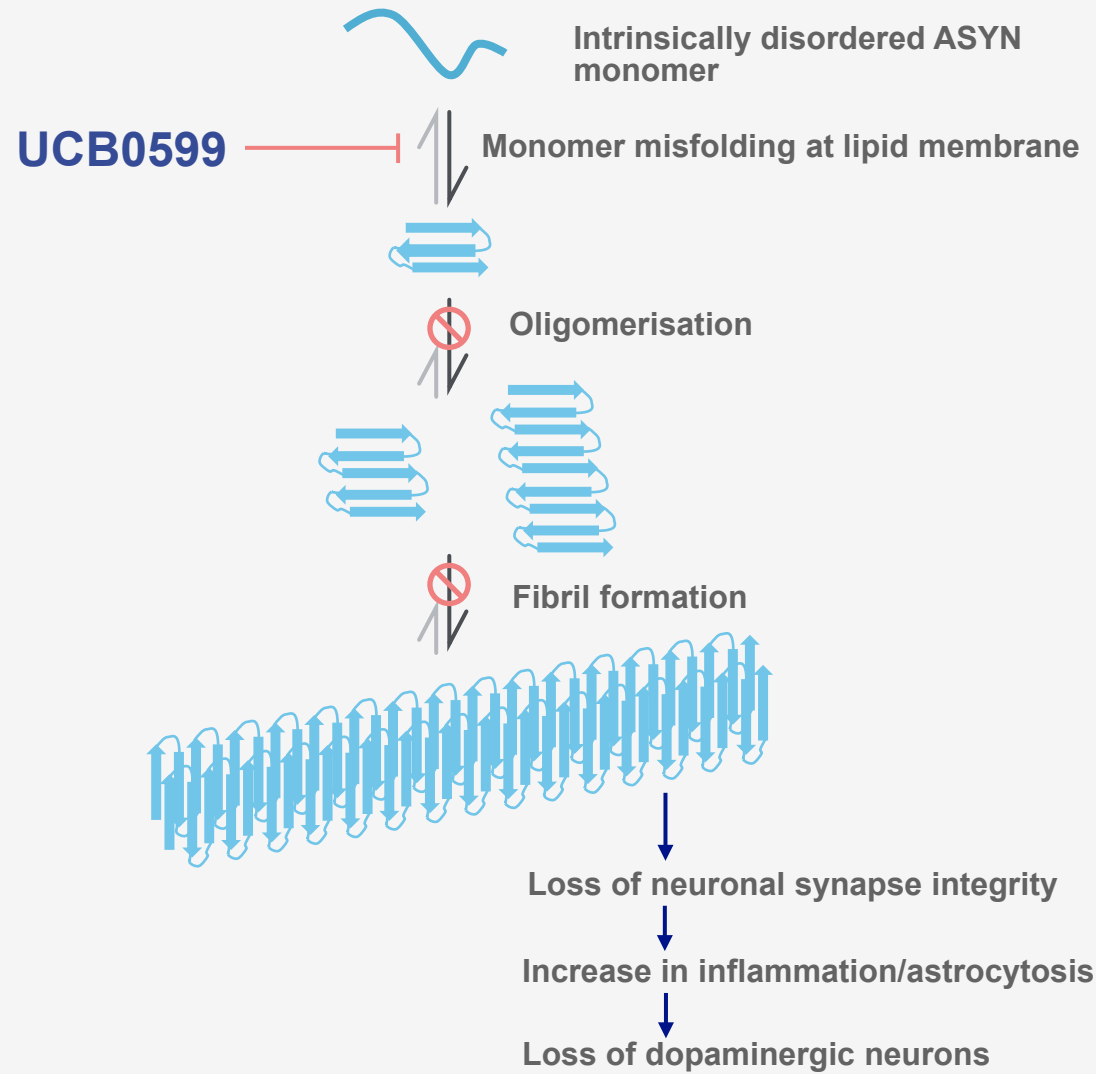 Intrinsically disordered ASYN
monomer
UCB0599
Monomer misfolding at lipid membrane
Oligomerisation
Fibril formation
Loss of neuronal synapse integrity
Increase in inflammation/astrocytosis
Loss of dopaminergic neurons